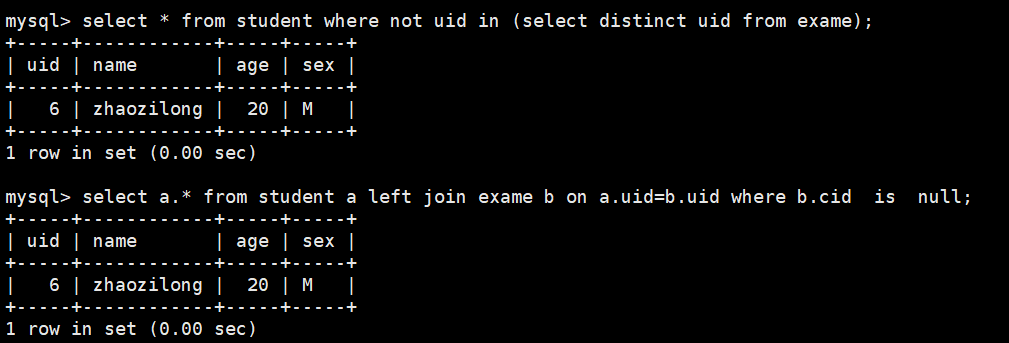 mysql> select * from student where not uid in (select distinct uid from exame);
+-----+------------+-----+-----+
| uid | name       | age | sex |
+-----+------------+-----+-----+
|   6 | zhaozilong |  20 | M   |
+-----+------------+-----+-----+
1 row in set (0.00 sec)

mysql> select a.* from student a left join exame b on a.uid=b.uid where b.cid  is  null;
+-----+------------+-----+-----+
| uid | name       | age | sex |
+-----+------------+-----+-----+
|   6 | zhaozilong |  20 | M   |
+-----+------------+-----+-----+
1 row in set (0.00 sec)